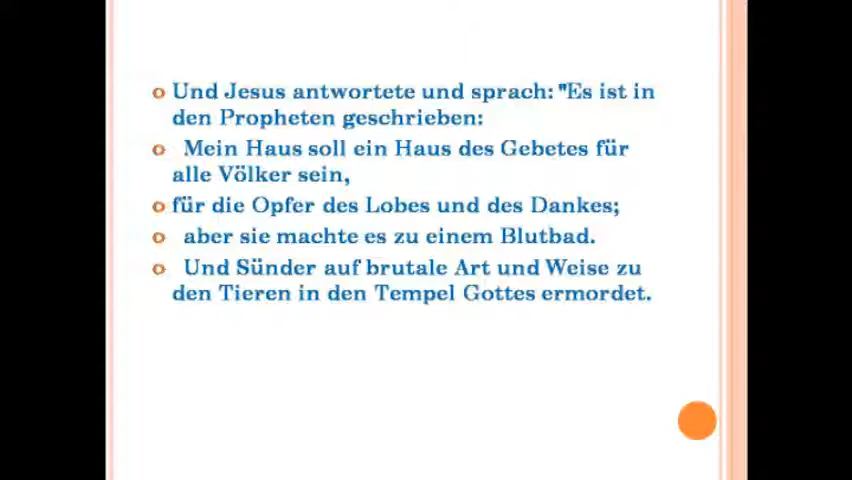 Und Jesus antwortete und sprach: "Es ist in
den Propheten geschrieben:
Mein Haus soll ein Haus des Gebetes für
alle Völker sein,
für die Opfer des Lobes und des Dankes;
aber sie machte es zu einem Blutbad.
Und Sünder auf brutale Art und Weise zu
den Tieren in den Tempel Gottes ermordet.